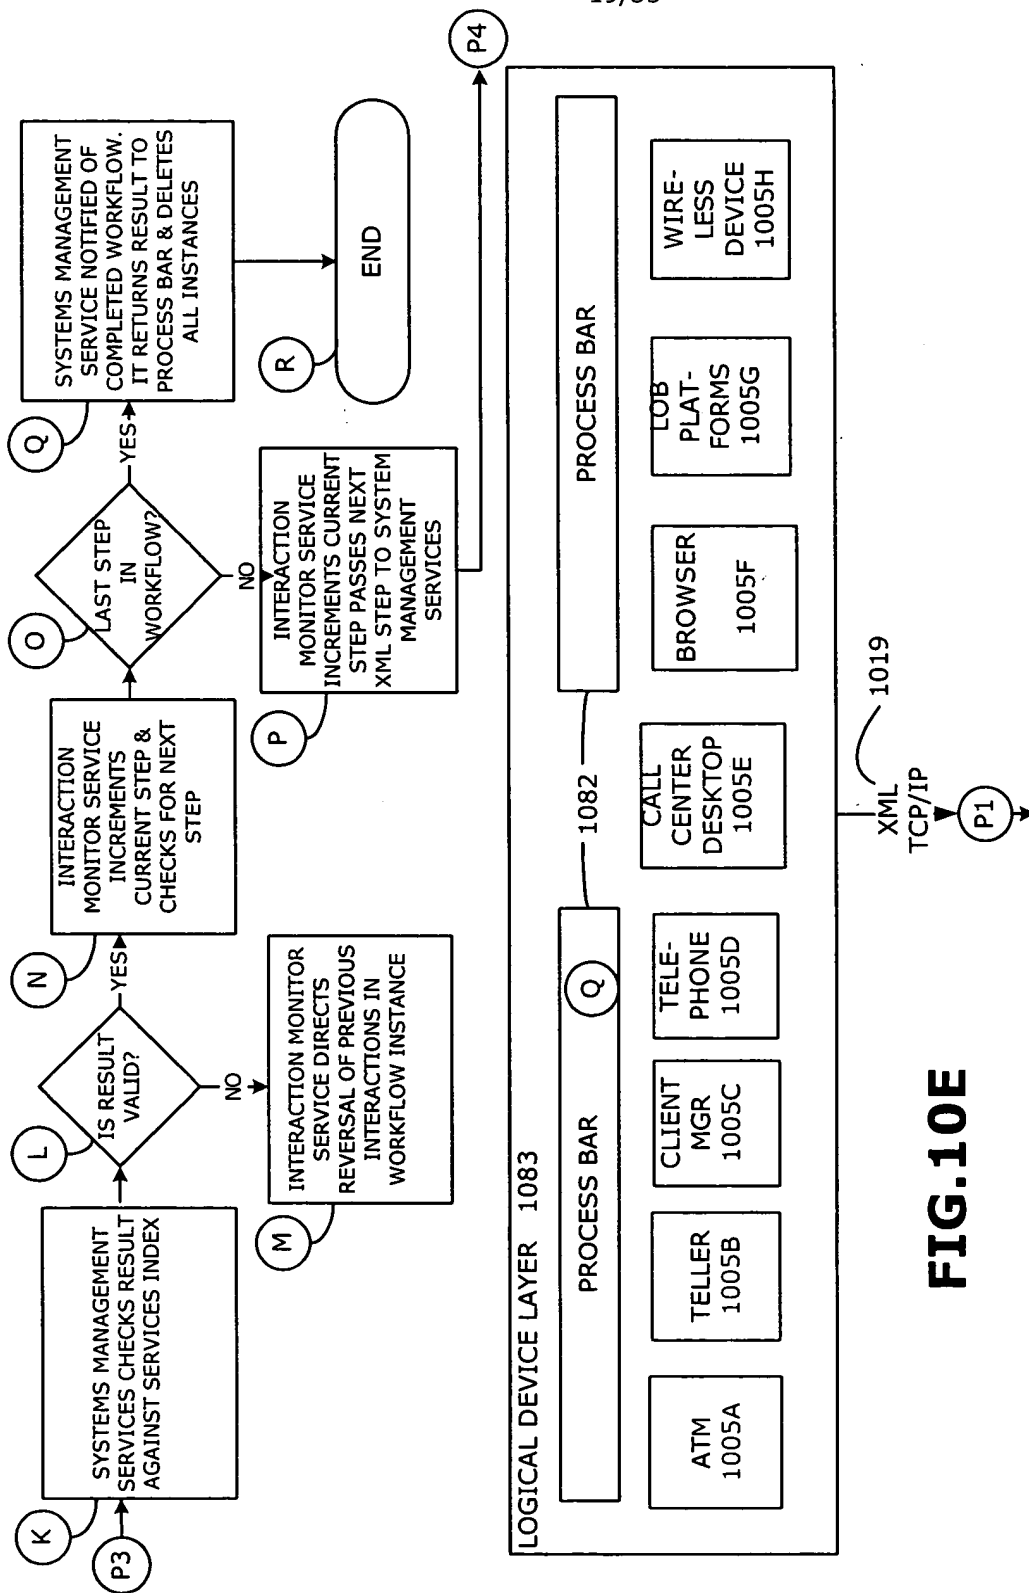 K
P3
SYSTEMS MANAGEMENT
SERVICES CHECKS RESULT
AGAINST SERVICES INDEX
L
IS RESULT
VALID?
YES
NO
M
INTERACTION MONITOR
SERVICE DIRECTS
REVERSAL OF PREVIOUS
INTERACTIONS IN
WORKFLOW INSTANCE
N
INTERACTION
MONITOR SERVICE
INCREMENTS
CURRENT STEP &
CHECKS FOR NEXT
STEP
O
LAST STEP
IN
WORKFLOW?
YES
NO
P
INTERACTION
MONITOR SERVICE
INCREMENTS CURRENT
STEP PASSES NEXT
XML STEP TO SYSTEM
MANAGEMENT
SERVICES
Q
SYSTEMS MANAGEMENT
SERVICE NOTIFIED OF
COMPLETED WORKFLOW.
IT RETURNS RESULT TO
PROCESS BAR & DELETES
ALL INSTANCES
R
END
P4
LOGICAL DEVICE LAYER 1083
PROCESS BAR
Q
1082
PROCESS BAR
ATM
1005A
TELLER
1005B
CLIENT
MGR
1005C
TELE-
PHONE
1005D
CALL
CENTER
DESKTOP
1005E
BROWSER
1005F
LOB
PLAT-
FORMS
1005G
WIRE-
LESS
DEVICE
1005H
XML
TCP/IP
1019
P1
FIG.10E